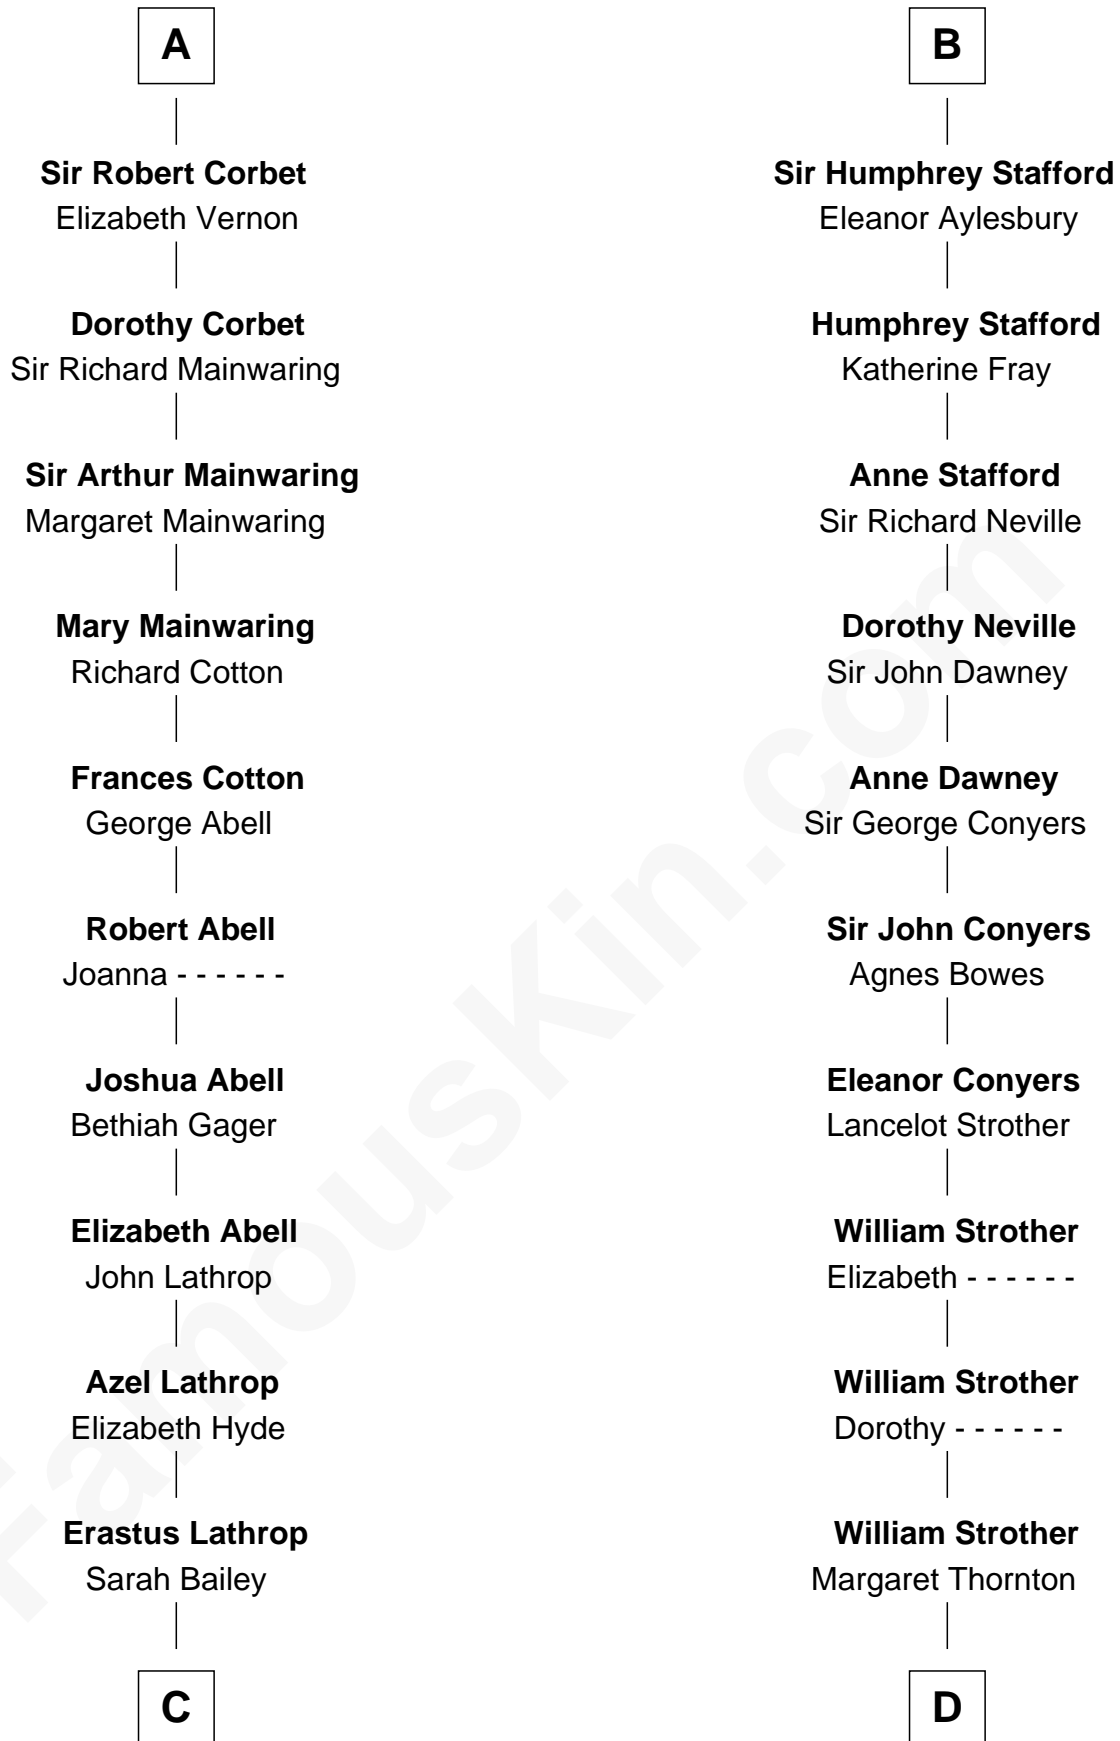 A
Sir Robert Corbet
Elizabeth Vernon
Dorothy Corbet
Sir Richard Mainwaring
Sir Arthur Mainwaring
Margaret Mainwaring
Mary Mainwaring
Richard Cotton
Frances Cotton
George Abell
Robert Abell
Joanna - - - - - -
Joshua Abell
Bethiah Gager
Elizabeth Abell
John Lathrop
Azel Lathrop
Elizabeth Hyde
Erastus Lathrop
Sarah Bailey
C
B
Sir Humphrey Stafford
Eleanor Aylesbury
Humphrey Stafford
Katherine Fray
Anne Stafford
Sir Richard Neville
Dorothy Neville
Sir John Dawney
Anne Dawney
Sir George Conyers
Sir John Conyers
Agnes Bowes
Eleanor Conyers
Lancelot Strother
William Strother
Elizabeth - - - - - -
William Strother
Dorothy - - - - - -
William Strother
Margaret Thornton
D
FamousKin.com